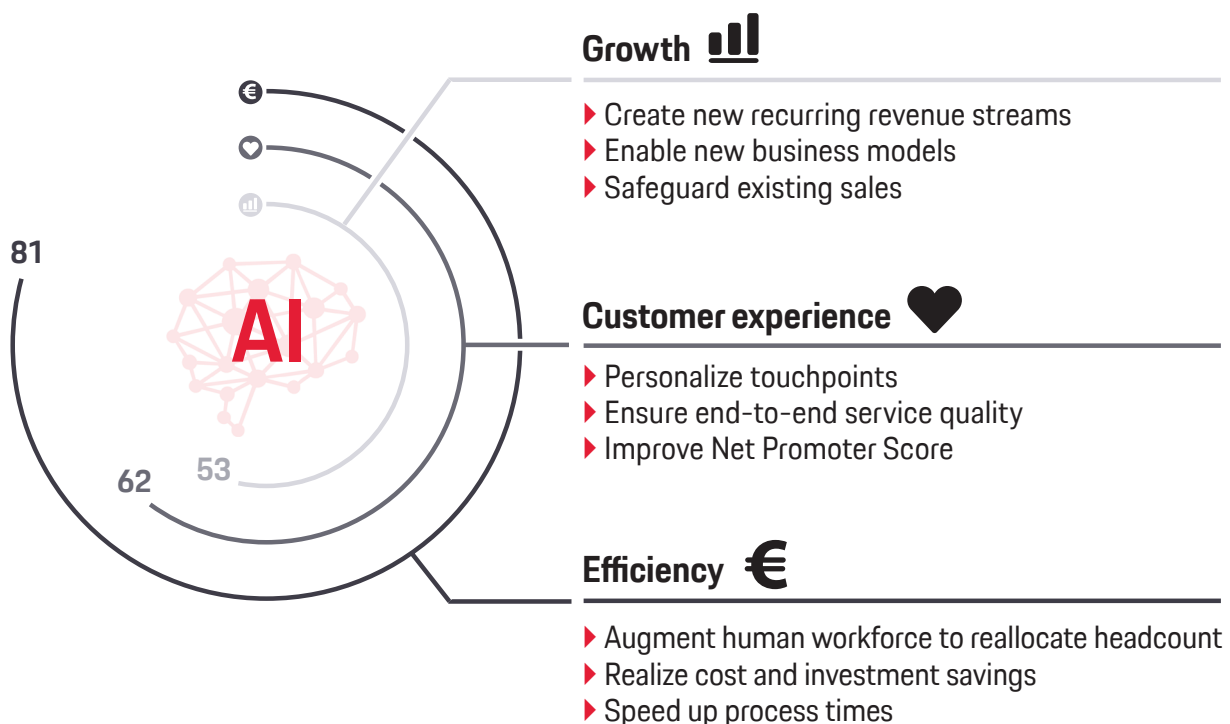 Growth
Create new recurring revenue streams
Enable new business models
Safeguard existing sales
81
AI
Customer experience
Personalize touchpoints
Ensure end-to-end service quality
Improve Net Promoter Score
53
62
Efficiency
€
€
Augment human workforce to reallocate headcount
Realize cost and investment savings
Speed up process times